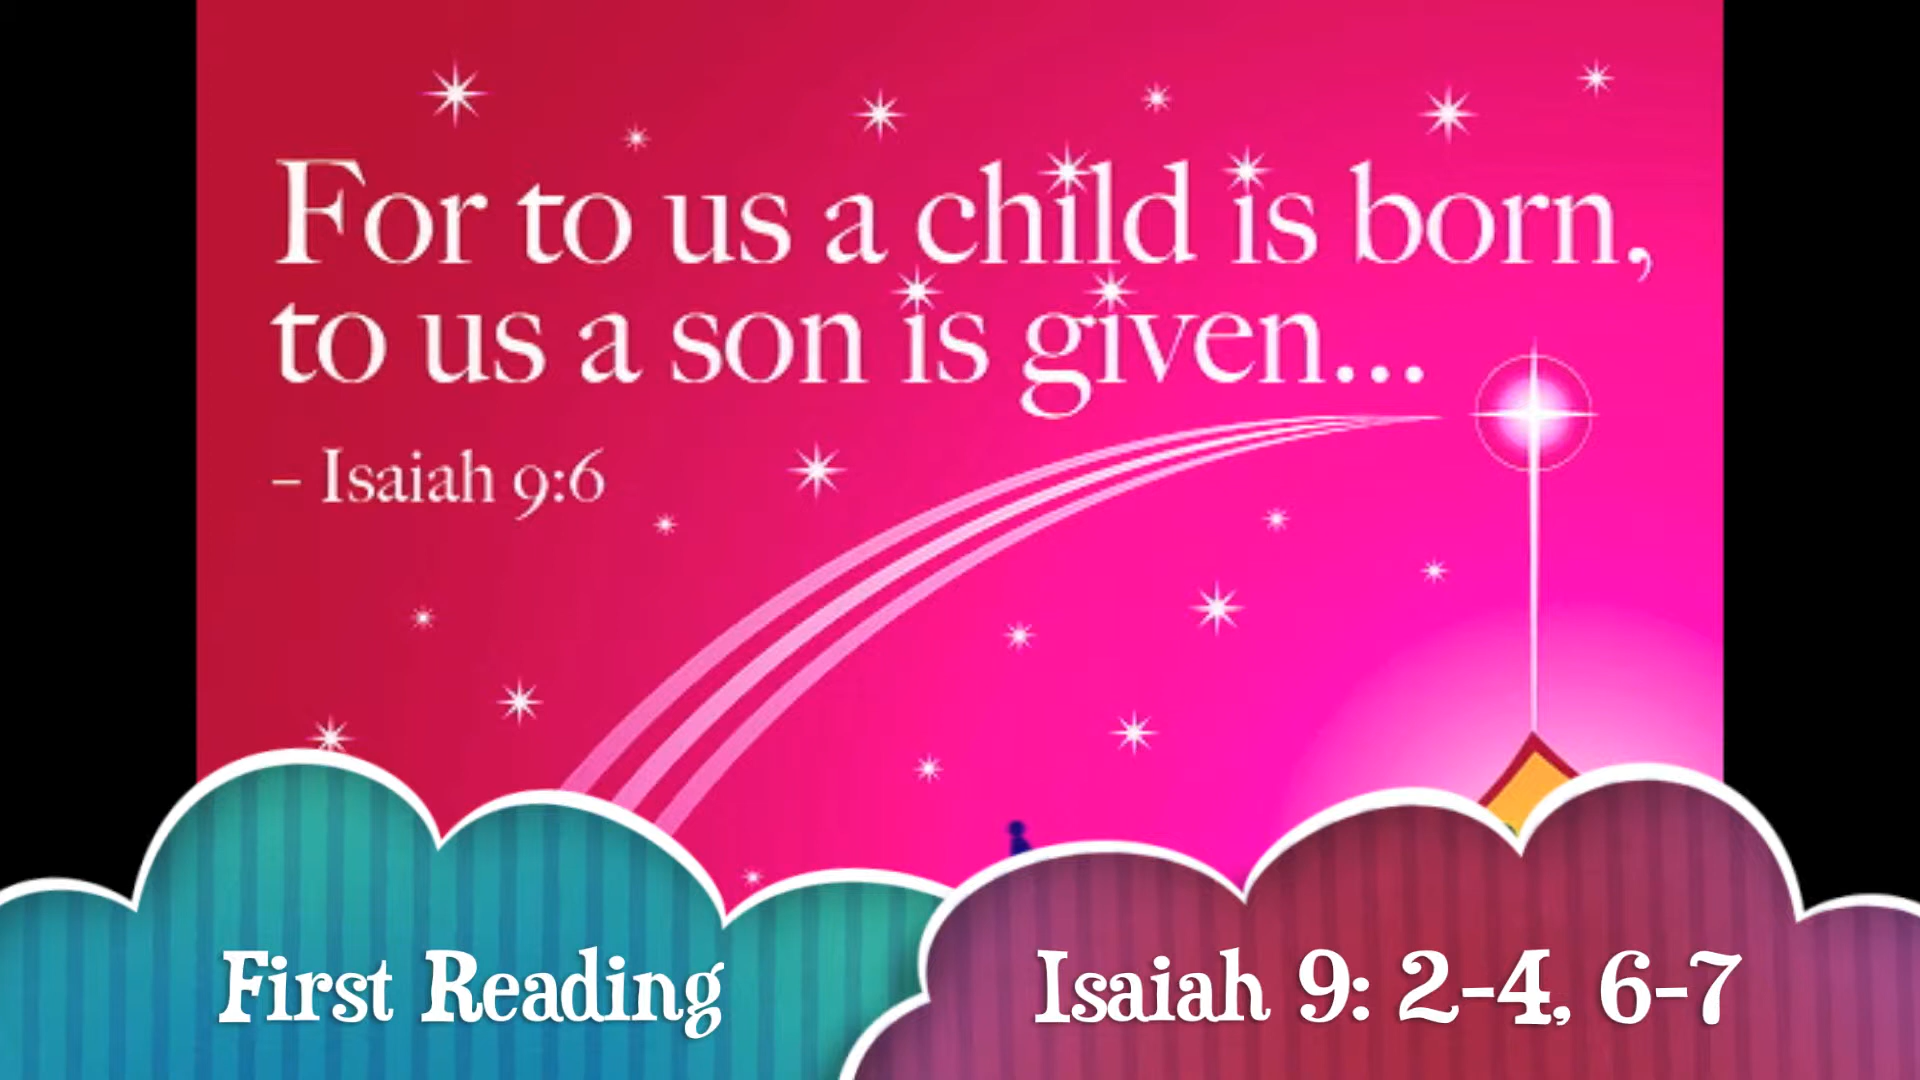 For to us a child is born,
to us a son is given...
– Isaiah 9:6
First Reading
Isaiah 9: 2-4, 6-7